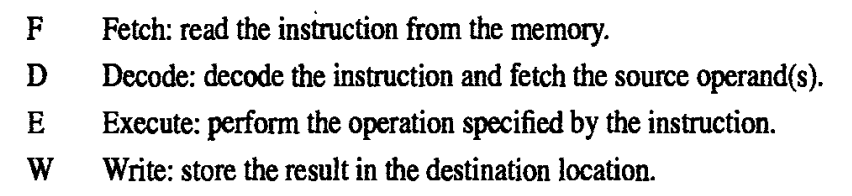 F Fetch: read the instruction from the memory.
D Decode: decode the instruction and fetch the source operand(s).
E Execute: perform the operation specified by the instruction.
W Write: store the result in the destination location.